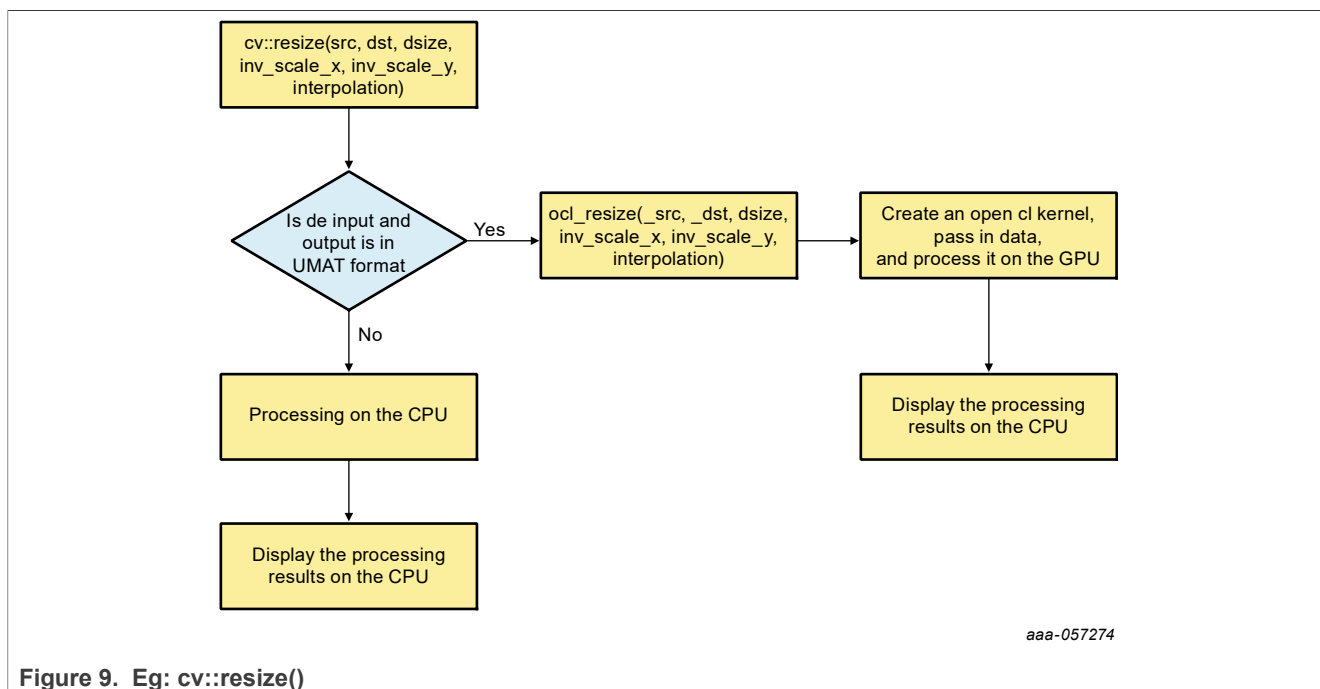 cv::resize(src, dst, dsize,
inv_scale_x, inv_scale_y,
interpolation)
Is de input and
output is in
UMAT format
Yes
ocl_resize(_src, _dst, dsize,
inv_scale_x, inv_scale_y,
interpolation)
Create an open cl kernel,
pass in data,
and process it on the GPU
No
Processing on the CPU
Display the processing
results on the CPU
Display the processing
results on the CPU
aaa-057274
Figure 9. Eg: cv::resize()